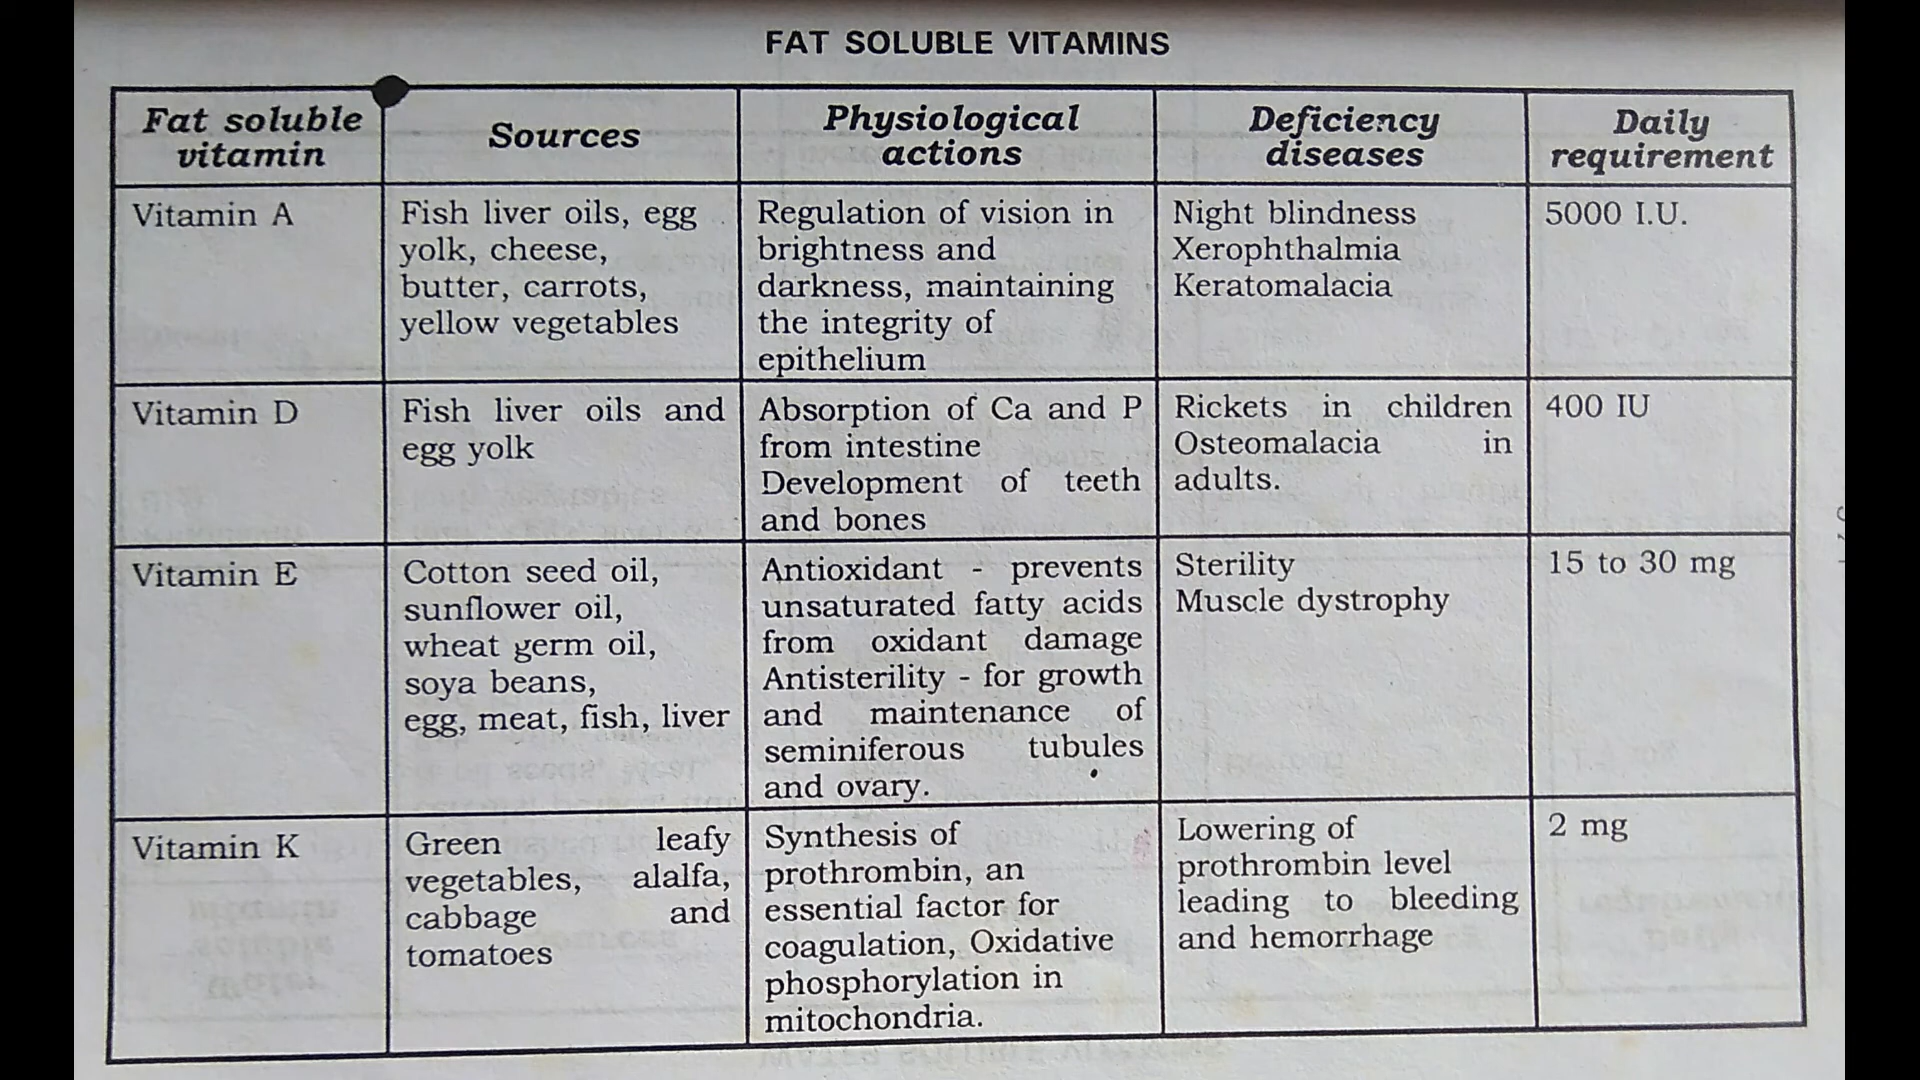 FAT SOLUBLE VITAMINS
Fat soluble
vitamin
Sources
Physiological
actions
Deficiency
diseases
Daily
requirement
Vitamin A
Fish liver oils, egg
yolk, cheese,
butter, carrots,
yellow vegetables
Regulation of vision in
brightness and
darkness, maintaining
the integrity of
epithelium
Night blindness
Xerophthalmia
Keratomalacia
5000 I.U.
Vitamin D
Fish liver oils and
egg yolk
Absorption of Ca and P
from intestine
Development of teeth
and bones
Rickets in children
Osteomalacia in
adults.
400 IU
Vitamin E
Cotton seed oil,
sunflower oil,
wheat germ oil,
soya beans,
egg, meat, fish, liver
Antioxidant - prevents
unsaturated fatty acids
from oxidant damage
Antisterility - for growth
and maintenance of
seminiferous tubules
and ovary.
Sterility
Muscle dystrophy
15 to 30 mg
Vitamin K
Green leafy
vegetables, alalfa,
cabbage and
tomatoes
Synthesis of
prothrombin, an
essential factor for
coagulation, Oxidative
phosphorylation in
mitochondria.
Lowering of
prothrombin level
leading to bleeding
and hemorrhage
2 mg